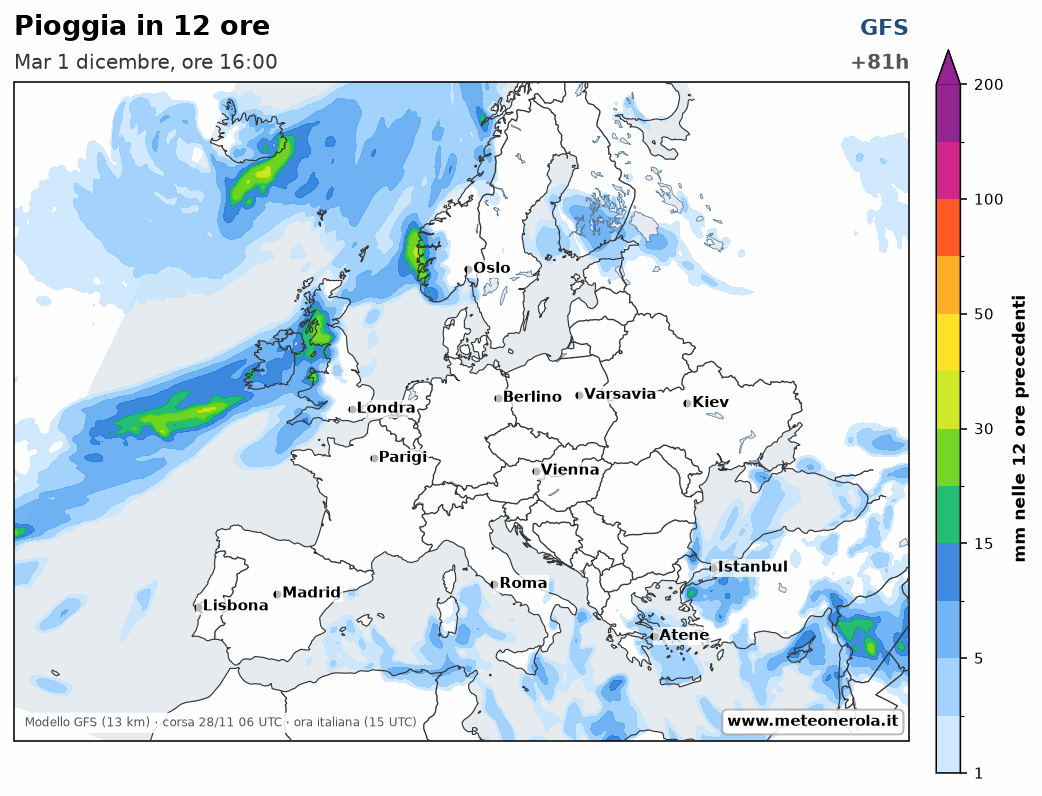 Pioggia in 12 ore
GFS
Mar 1 dicembre, ore 16:00
+81h
200
100
50
30
15
5
1
mm nelle 12 ore precedenti
Oslo
Berlino
Varsavia
Kiev
Londra
Parigi
Vienna
Istanbul
Roma
Madrid
Lisbona
Atene
Modello GFS (13 km) · corsa 28/11 06 UTC · ora italiana (15 UTC)
www.meteonerola.it